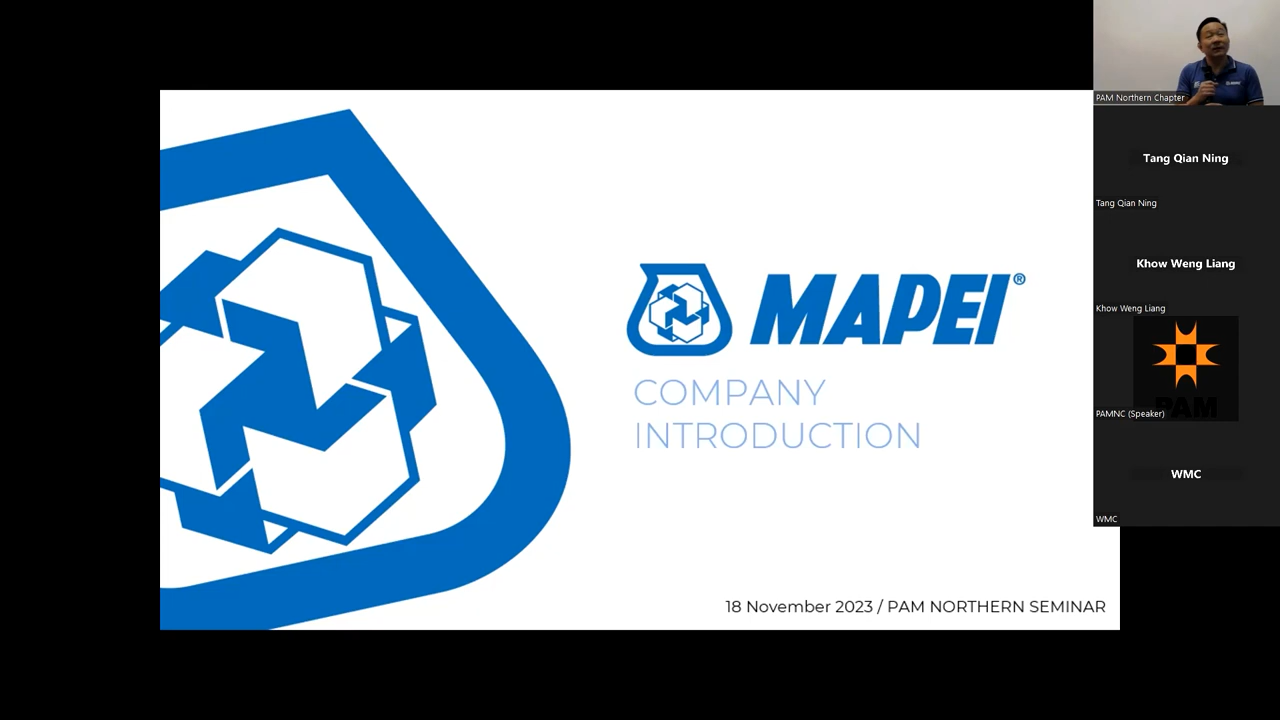 MAPEI®
COMPANY
INTRODUCTION
18 November 2023 / PAM NORTHERN SEMINAR
PAM Northern Chapter
Tang Qian Ning
Tang Qian Ning
Khow Weng Liang
Khow Weng Liang
PAM
PAMNC (Speaker)
WMC
WMC